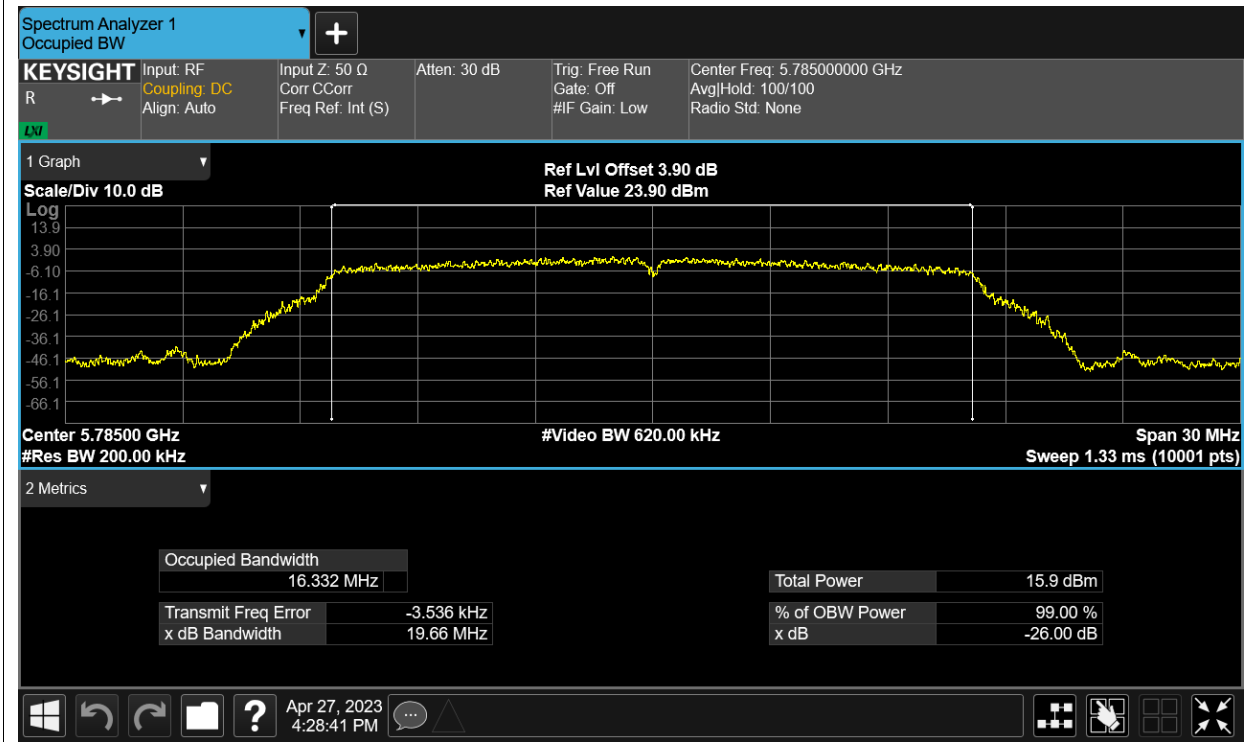 Spectrum Analyzer 1
Occupied BW
KEYSIGHT
R
LXI
Input: RF
Coupling: DC
Align: Auto
Input Z: 50 Ω
Corr CCorr
Freq Ref: Int (S)
Atten: 30 dB
Trig: Free Run
Gate: Off
#IF Gain: Low
Center Freq: 5.785000000 GHz
Avg|Hold: 100/100
Radio Std: None
1 Graph
Scale/Div 10.0 dB
Ref Lvl Offset 3.90 dB
Ref Value 23.90 dBm
Log
13.9
3.90
-6.10
-16.1
-26.1
-36.1
-46.1
-56.1
-66.1
Center 5.78500 GHz
#Res BW 200.00 kHz
#Video BW 620.00 kHz
Span 30 MHz
Sweep 1.33 ms (10001 pts)
2 Metrics
Occupied Bandwidth
16.332 MHz
Transmit Freq Error -3.536 kHz
x dB Bandwidth 19.66 MHz
Total Power 15.9 dBm
% of OBW Power 99.00 %
x dB -26.00 dB
?
Apr 27, 2023
4:28:41 PM